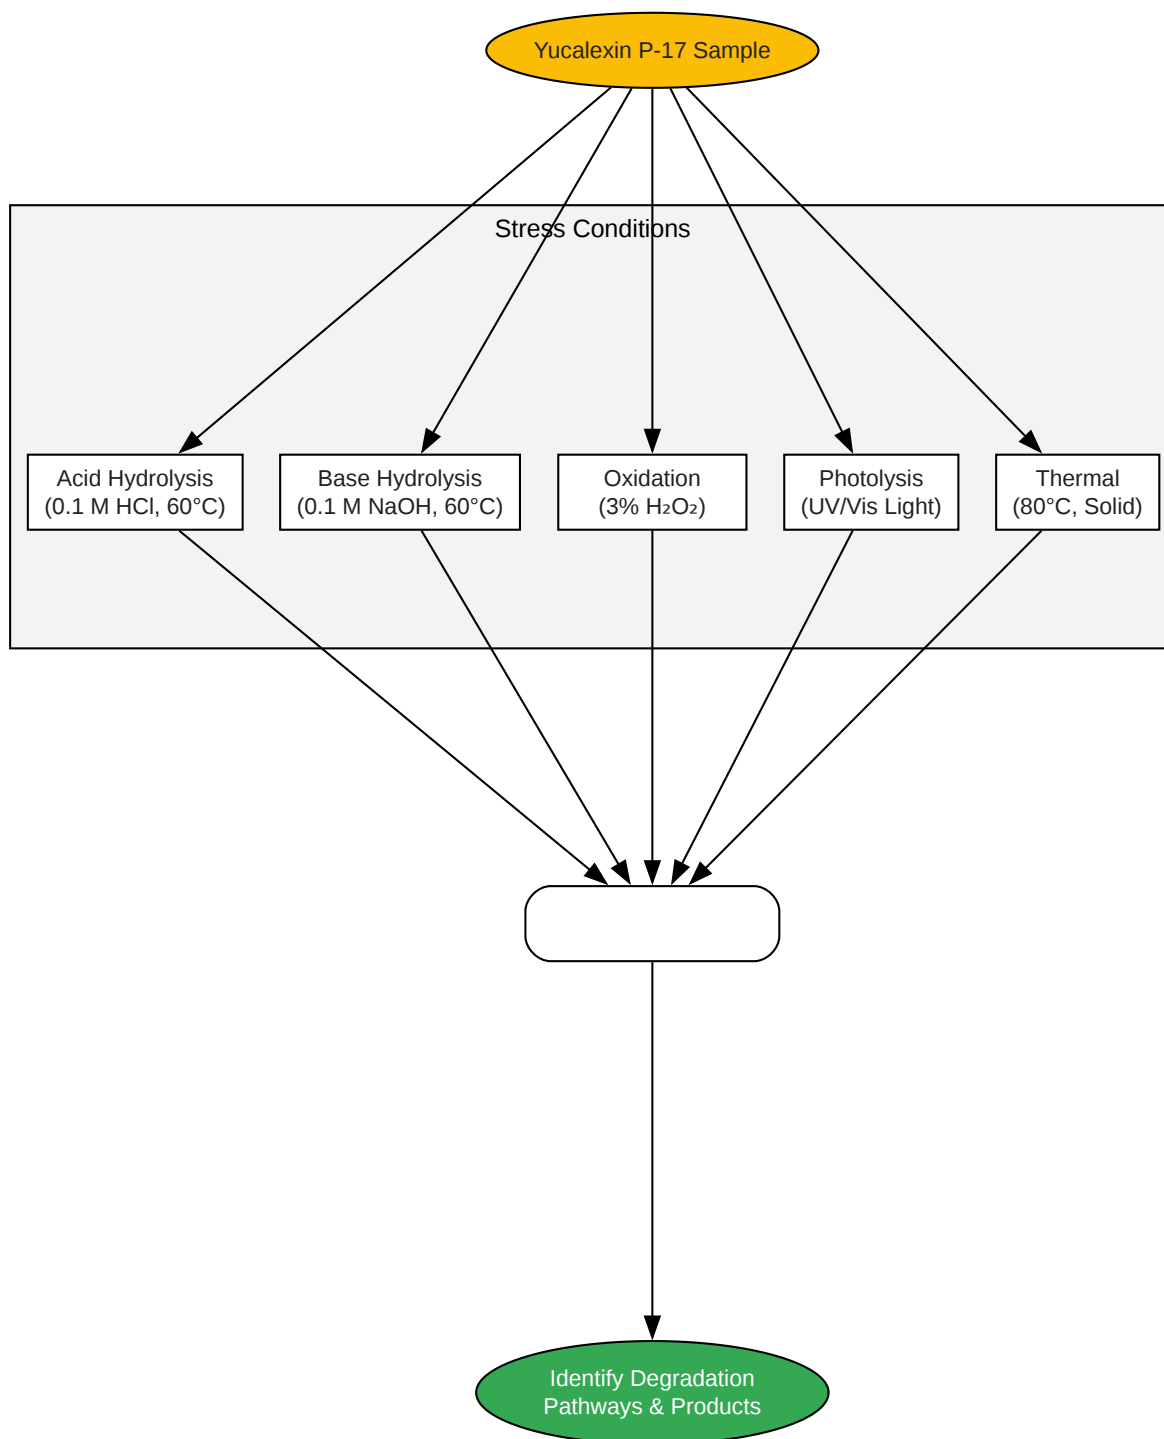 Yucalexin P-17 Sample
Stress Conditions
Acid Hydrolysis
(0.1 M HCl, 60°C)
Base Hydrolysis
(0.1 M NaOH, 60°C)
Oxidation
(3% H₂O₂)
Photolysis
(UV/Vis Light)
Thermal
(80°C, Solid)
Identify Degradation
Pathways & Products